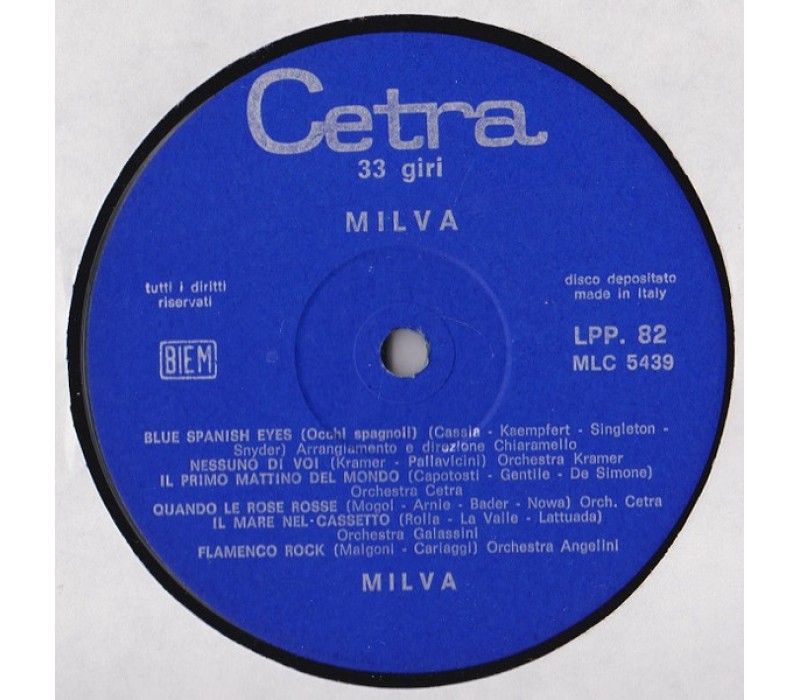 Cetra
33 giri
MILVA
tutti i diritti
riservati
disco depositato
made in Italy
BIEM
LPP. 82
MLC 5439
BLUE SPANISH EYES (Occhi spagnoli) (Cassia - Kaempfert - Singleton -
Snyder) Arrangiamento e direzione Chiaramello
NESSUNO DI VOI (Kramer - Pallavicini) Orchestra Kramer
IL PRIMO MATTINO DEL MONDO (Capotosti - Gentile - De Simone)
Orchestra Cetra
QUANDO LE ROSE ROSSE (Mogol - Arnie - Bader - Nowa) Orch. Cetra
IL MARE NEL-CASSETTO (Rolla - La Valle - Lattuada)
Orchestra Galassini
FLAMENCO ROCK (Malgoni - Cariaggi) Orchestra Angelini
MILVA